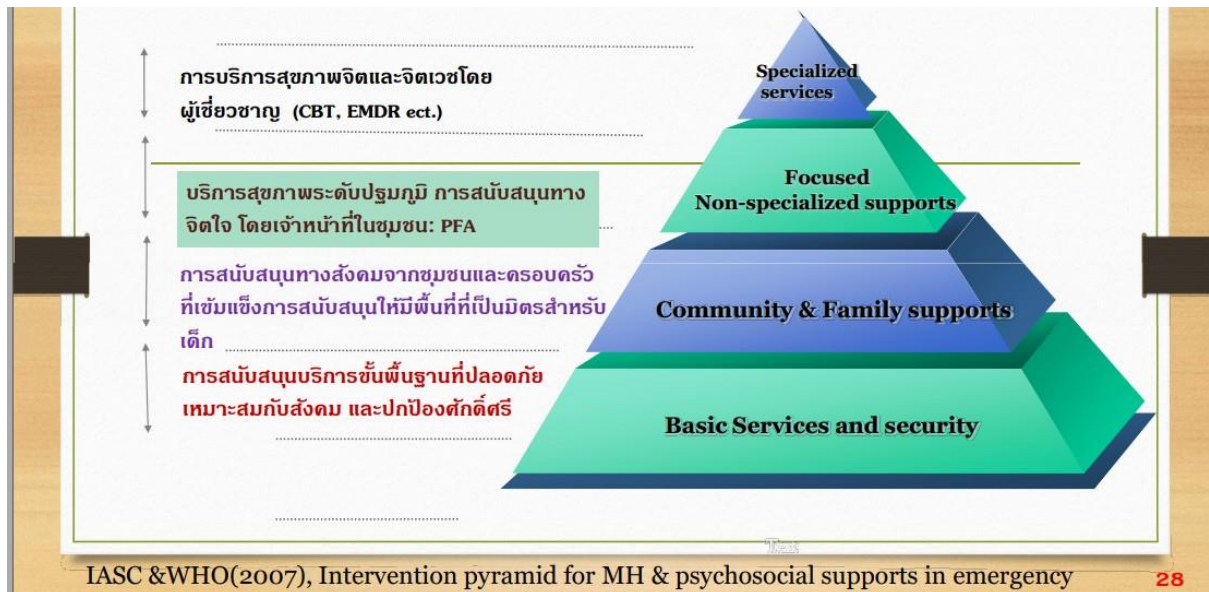 การบริการสุขภาพจิตและจิตเวชโดย
ผู้เชี่ยวชาญ (CBT, EMDR ect.)
บริการสุขภาพระดับปฐมภูมิ การสนับสนุนทาง
จิตใจ โดยเจ้าหน้าที่ในชุมชน: PFA
การสนับสนุนทางสังคมจากชุมชนและครอบครัว
ที่เข้มแข็งการสนับสนุนให้มีพื้นที่ที่เป็นมิตรสำหรับ
เด็ก
การสนับสนุนบริการขั้นพื้นฐานที่ปลอดภัย
เหมาะสมกับสังคม และปกป้องศักดิ์ศรี
Specialized
services
Focused
Non-specialized supports
Community & Family supports
Basic Services and security
IASC &WHO(2007), Intervention pyramid for MH & psychosocial supports in emergency
28